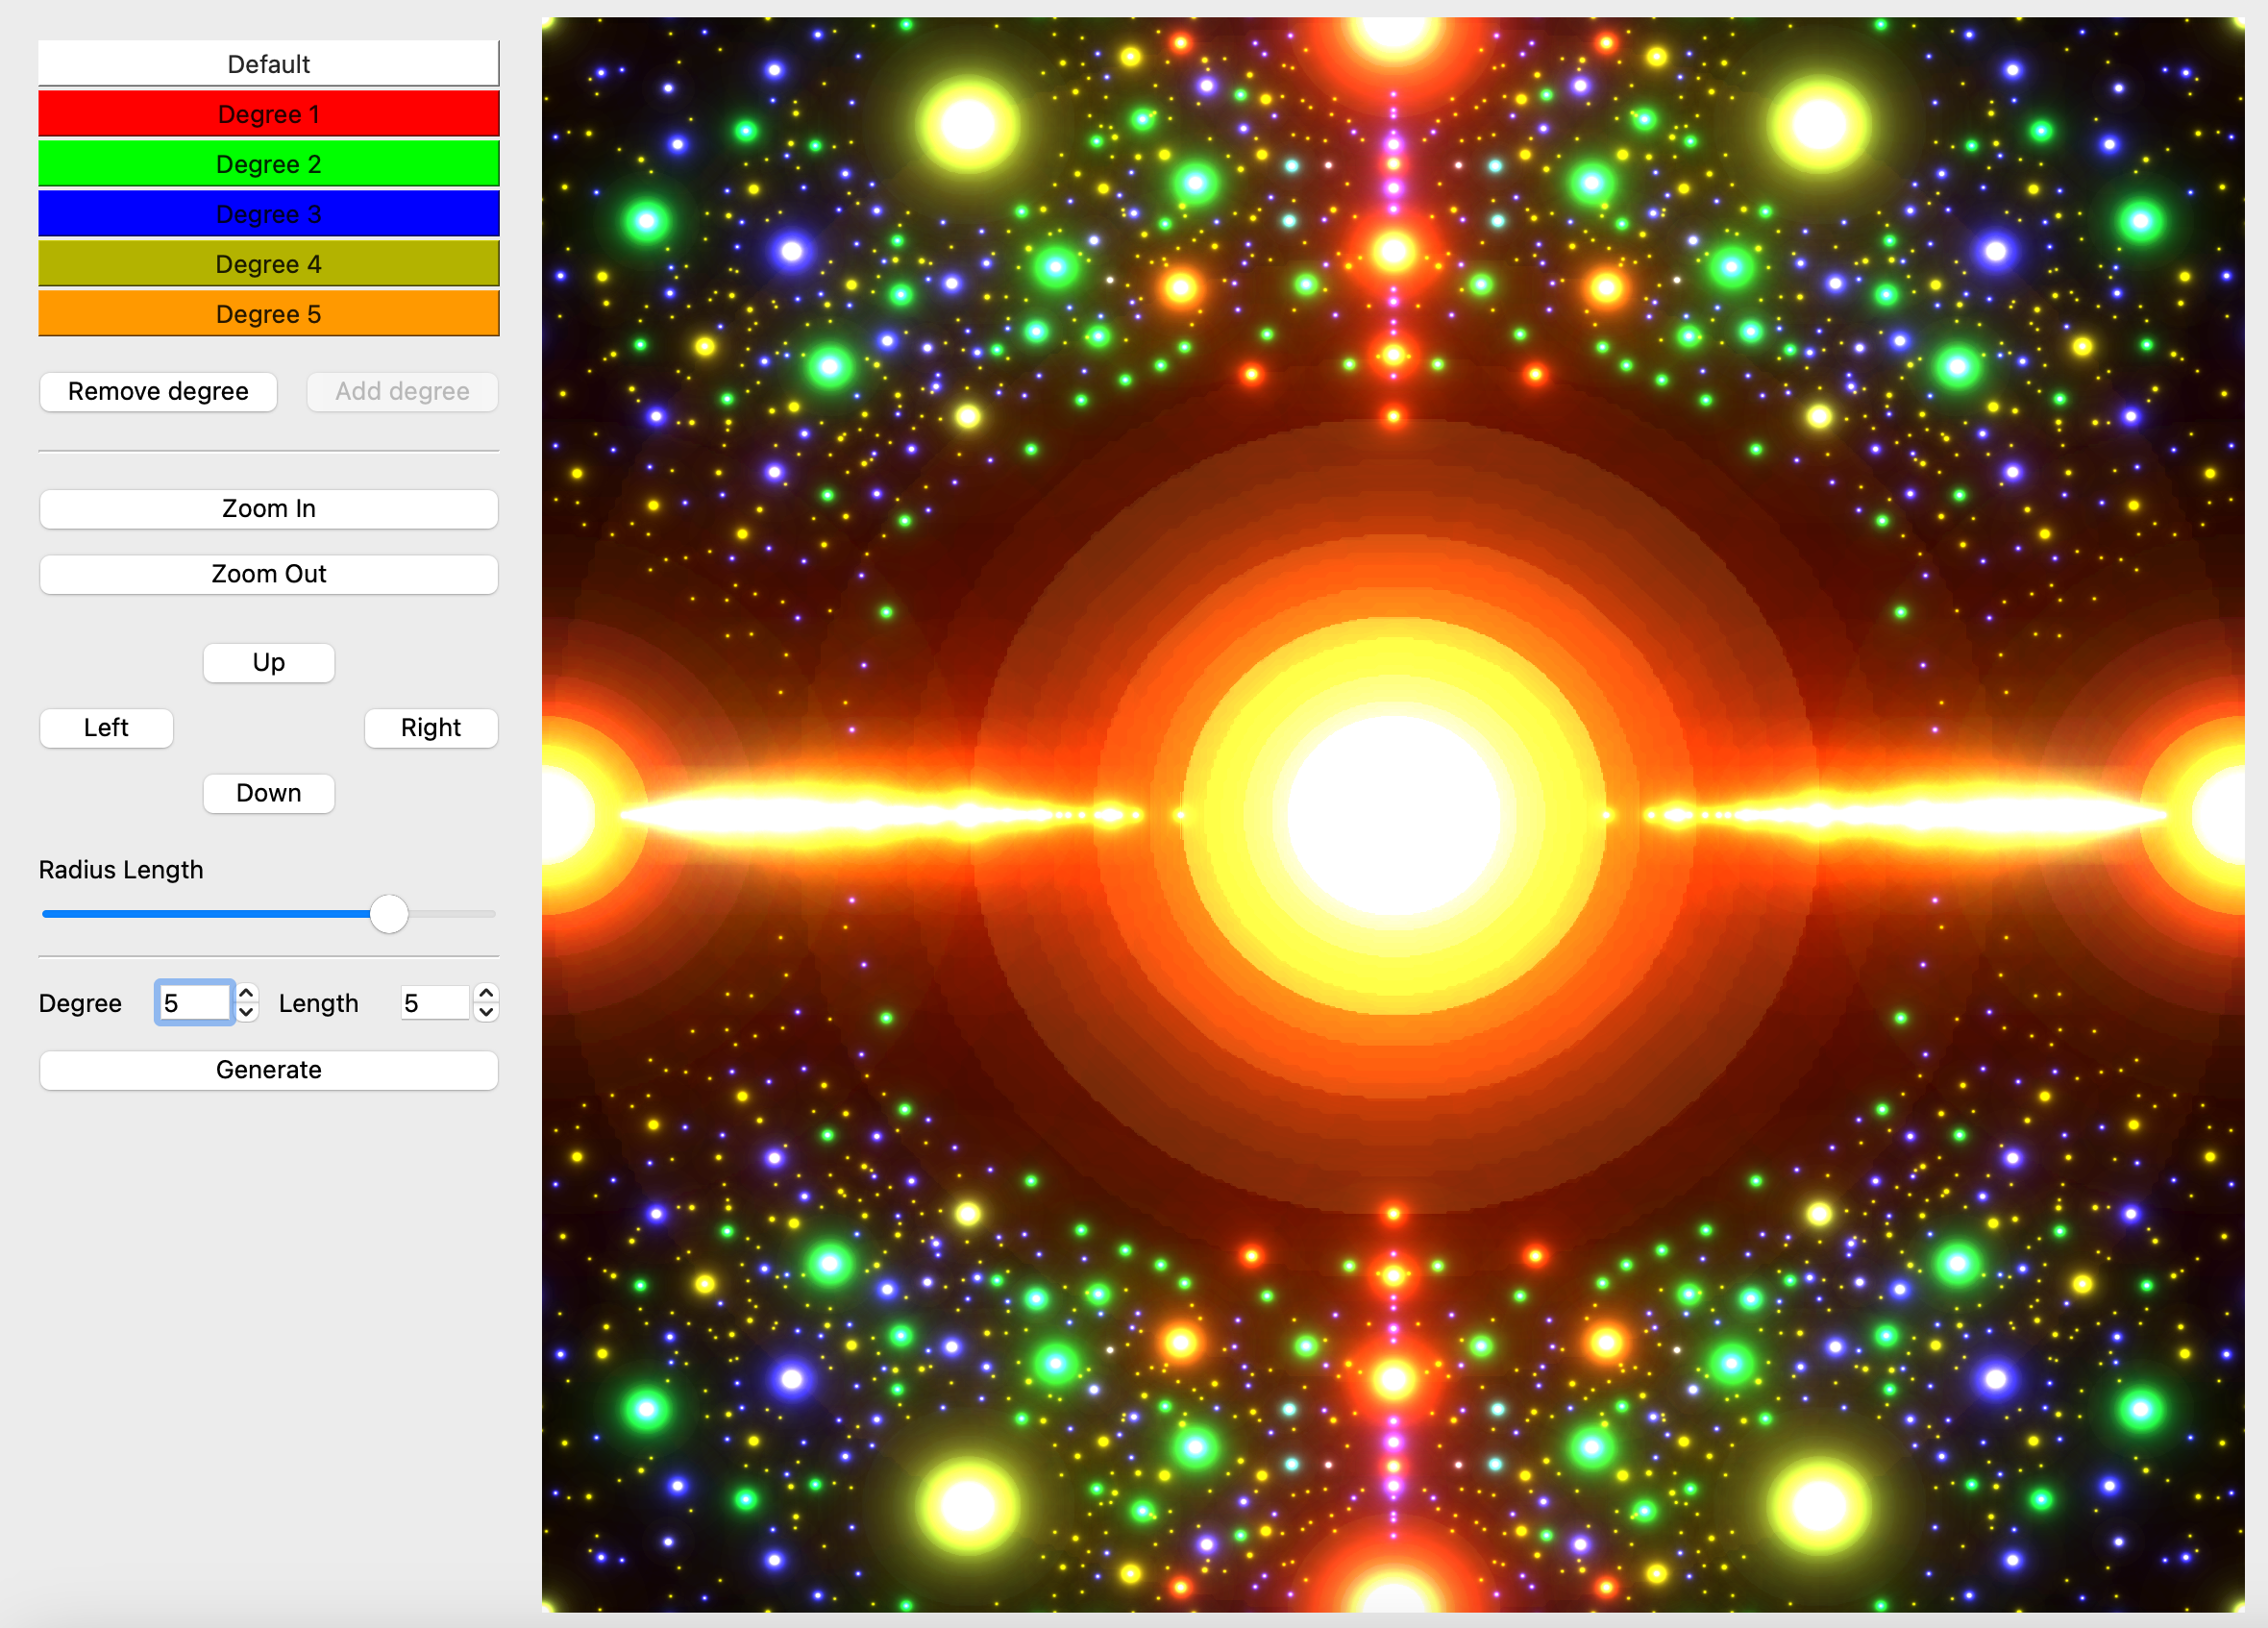 Default
Degree 1
Degree 2
Degree 3
Degree 4
Degree 5
Remove degree Add degree
Zoom In
Zoom Out
Up
Left Right
Down
Radius Length
Degree 5 Length 5
Generate